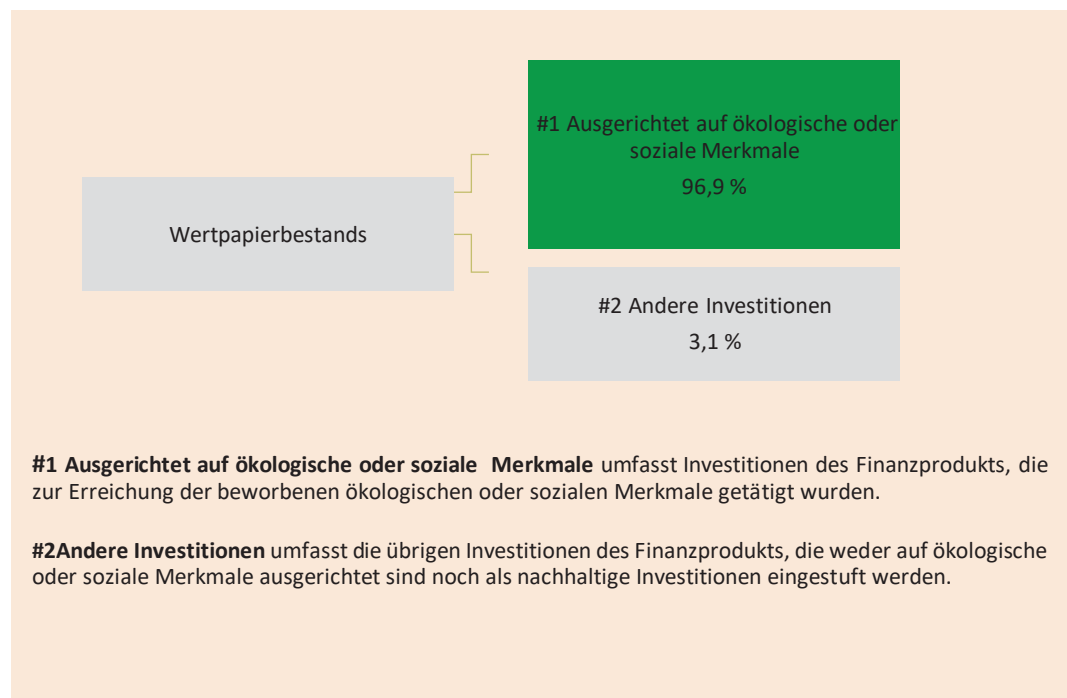 #1 Ausgerichtet auf ökologische oder
soziale Merkmale
96,9 %
Wertpapierbestands
#2 Andere Investitionen
3,1 %
#1 Ausgerichtet auf ökologische oder soziale Merkmale umfasst Investitionen des Finanzprodukts, die
zur Erreichung der beworbenen ökologischen oder sozialen Merkmale getätigt wurden.
#2Andere Investitionen umfasst die übrigen Investitionen des Finanzprodukts, die weder auf ökologische
oder soziale Merkmale ausgerichtet sind noch als nachhaltige Investitionen eingestuft werden.